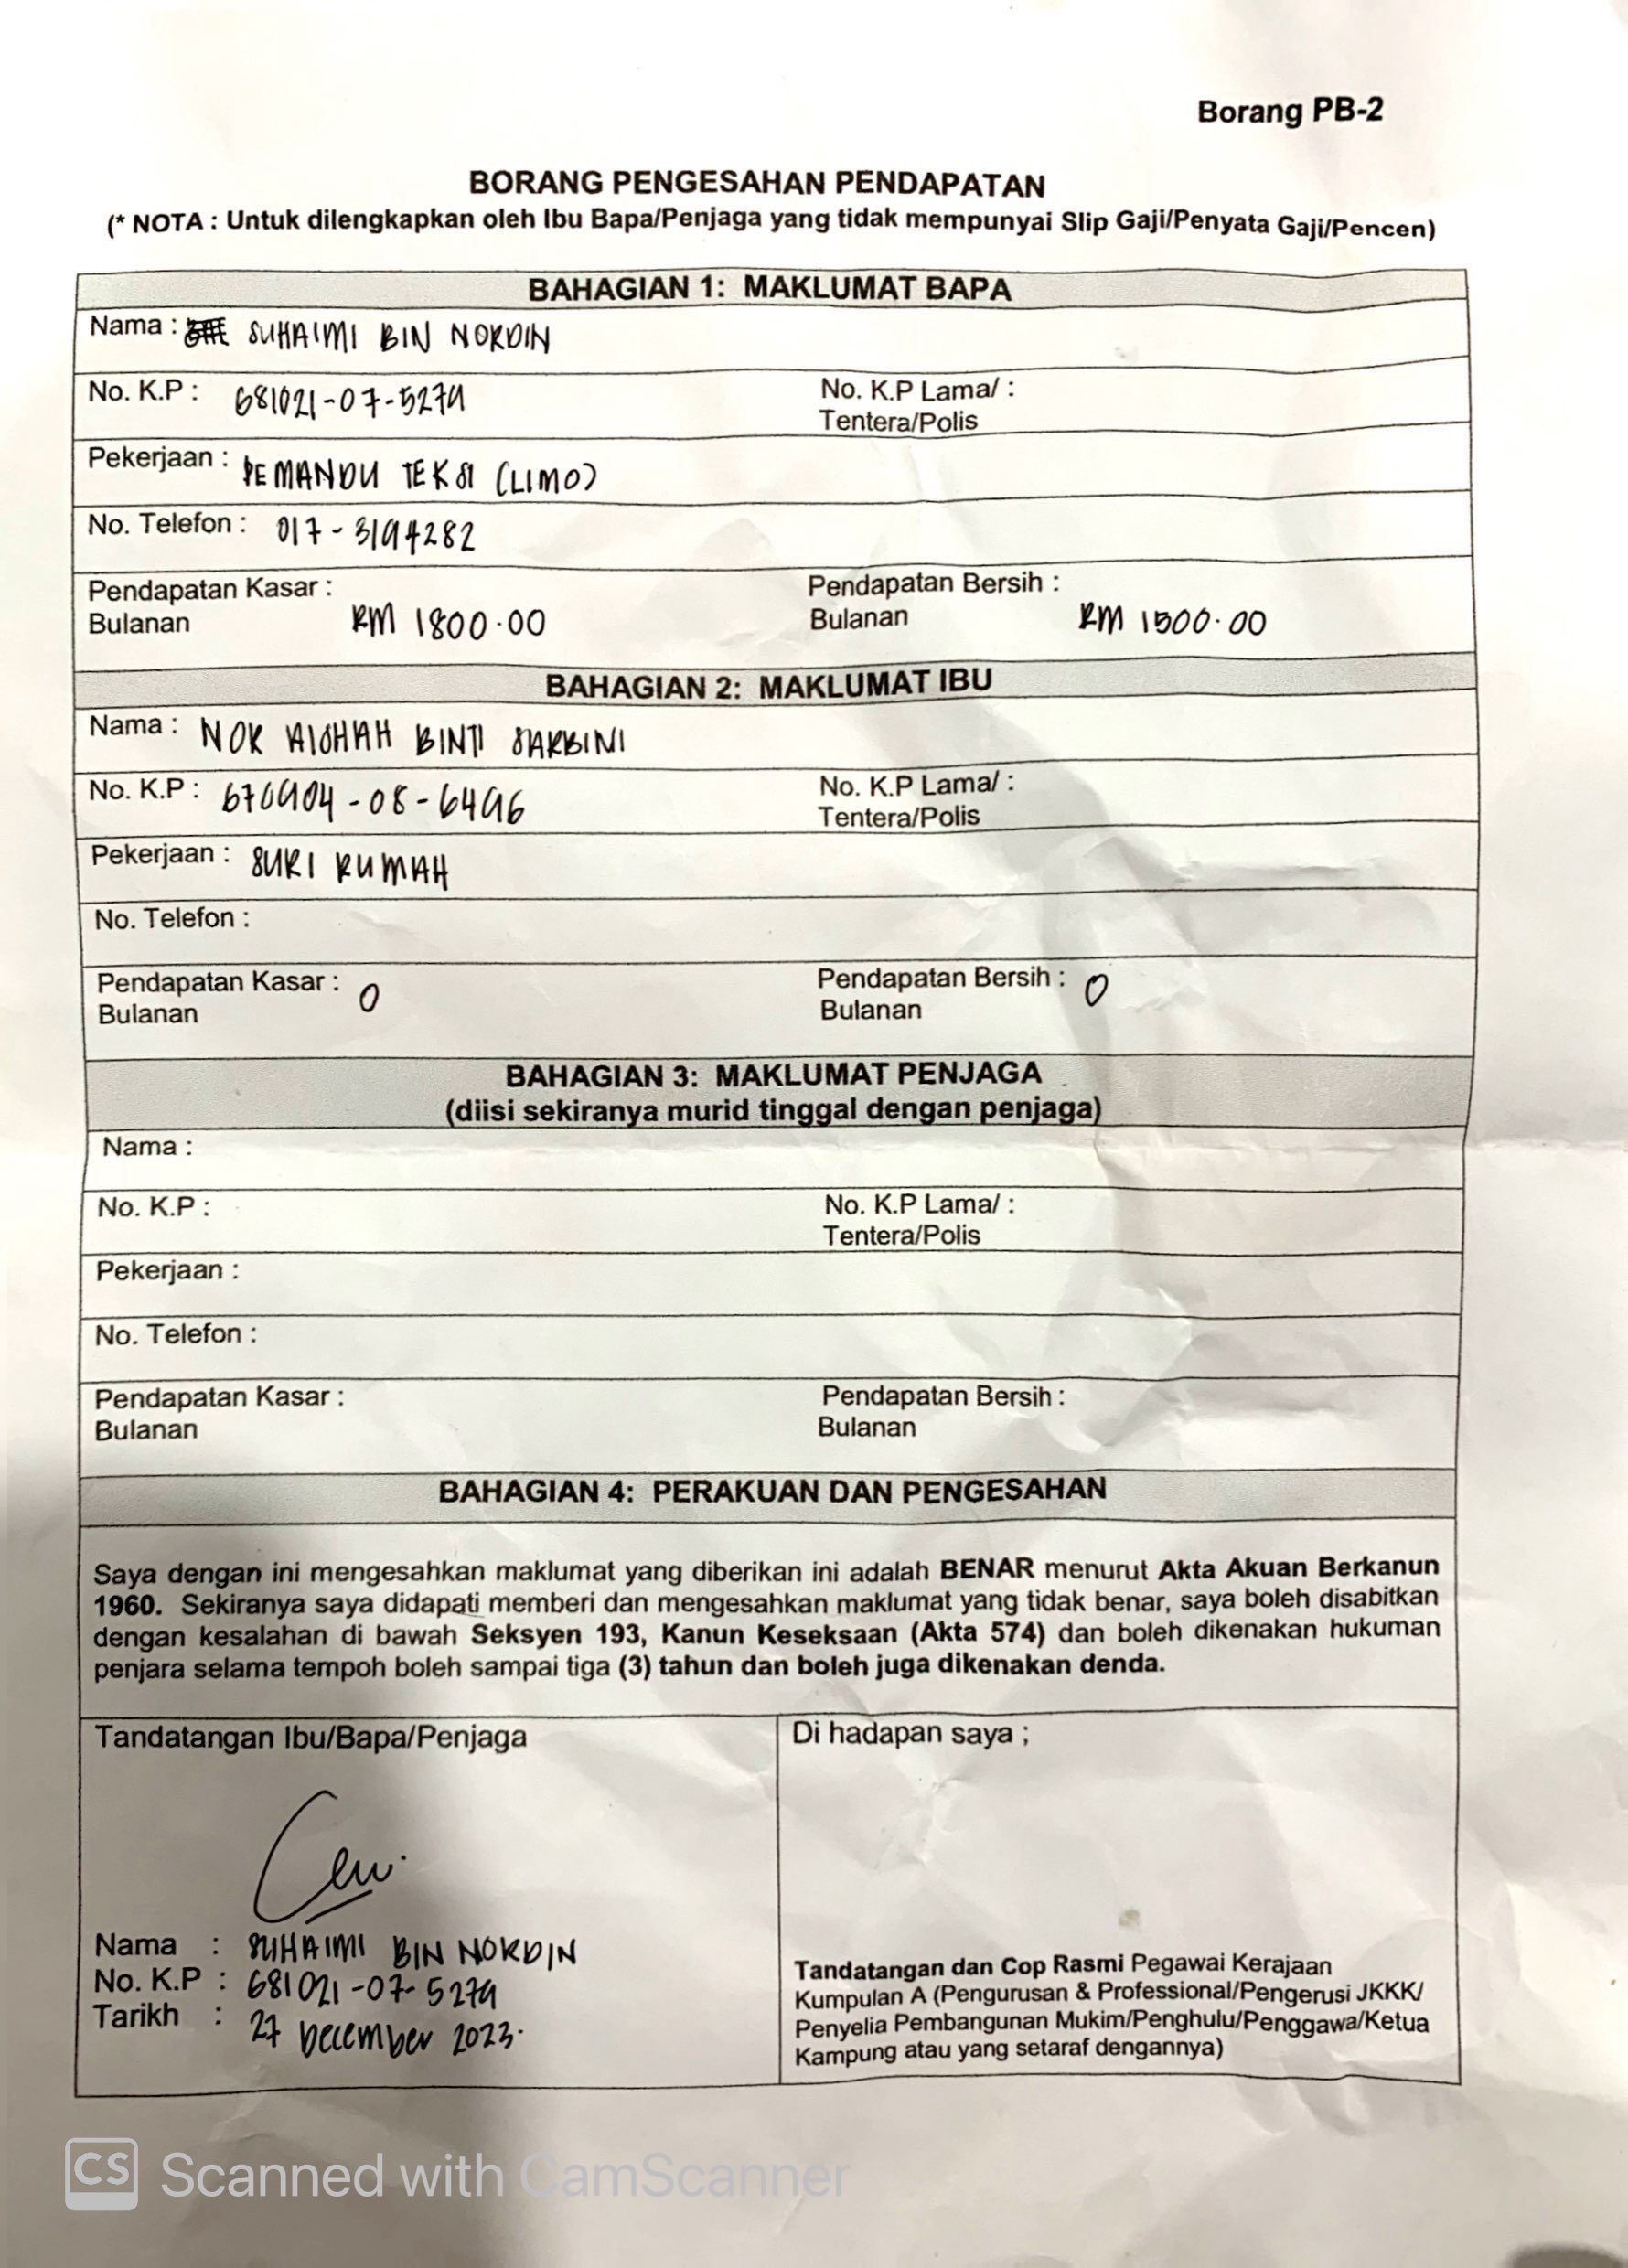 Borang PB-2
BORANG PENGESAHAN PENDAPATAN
(* NOTA : Untuk dilengkapkan oleh Ibu Bapa/Penjaga yang tidak mempunyai Slip Gaji/Penyata Gaji/Pencen)
BAHAGIAN 1: MAKLUMAT BAPA
Nama : SUHAIMI BIN NORDIN
No. K.P : 681021-07-5279 No. K.P Lama/ :
Tentera/Polis
Pekerjaan : PEMANDU TEKSI (LIMO)
No. Telefon : 017-3194282
Pendapatan Kasar : Pendapatan Bersih :
Bulanan RM 1800.00 Bulanan RM 1500.00
BAHAGIAN 2: MAKLUMAT IBU
Nama : NOR AISHAH BINTI SARBINI
No. K.P : 670904-08-6496 No. K.P Lama/ :
Tentera/Polis
Pekerjaan : SURI RUMAH
No. Telefon :
Pendapatan Kasar : 0 Pendapatan Bersih : 0
Bulanan Bulanan
BAHAGIAN 3: MAKLUMAT PENJAGA
(diisi sekiranya murid tinggal dengan penjaga)
Nama :
No. K.P : No. K.P Lama/ :
Tentera/Polis
Pekerjaan :
No. Telefon :
Pendapatan Kasar : Pendapatan Bersih :
Bulanan Bulanan
BAHAGIAN 4: PERAKUAN DAN PENGESAHAN
Saya dengan ini mengesahkan maklumat yang diberikan ini adalah BENAR menurut Akta Akuan Berkanun
1960. Sekiranya saya didapati memberi dan mengesahkan maklumat yang tidak benar, saya boleh disabitkan
dengan kesalahan di bawah Seksyen 193, Kanun Keseksaan (Akta 574) dan boleh dikenakan hukuman
penjara selama tempoh boleh sampai tiga (3) tahun dan boleh juga dikenakan denda.
Tandatangan Ibu/Bapa/Penjaga
Nama : SUHAIMI BIN NORDIN
No. K.P : 681021-07-5279
Tarikh : 27 December 2023.
Di hadapan saya ;
Tandatangan dan Cop Rasmi Pegawai Kerajaan
Kumpulan A (Pengurusan & Professional/Pengerusi JKKK/
Penyelia Pembangunan Mukim/Penghulu/Penggawa/Ketua
Kampung atau yang setaraf dengannya)
CS Scanned with CamScanner